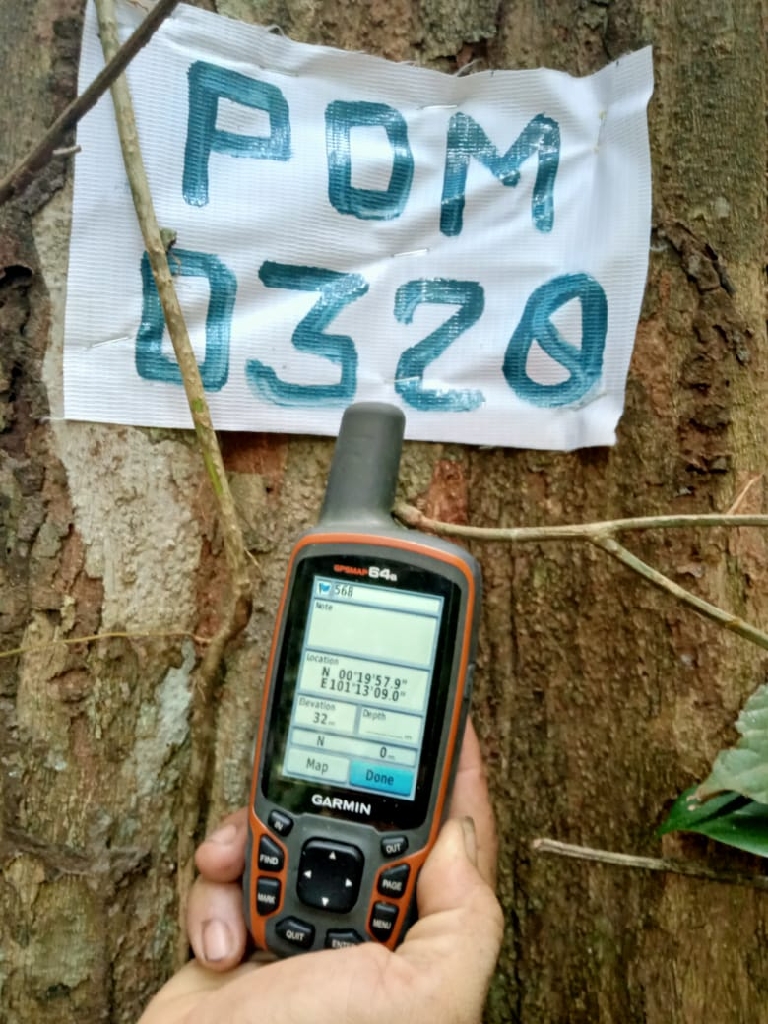 POM
0320
GPSMAP 64s
568
Note
Location
N 00°19'57.9"
E101°13'09.0"
Elevation
32 m
Depth
N 0 m
Map
Done
GARMIN
IN
OUT
FIND
PAGE
MARK
MENU
QUIT
ENTER